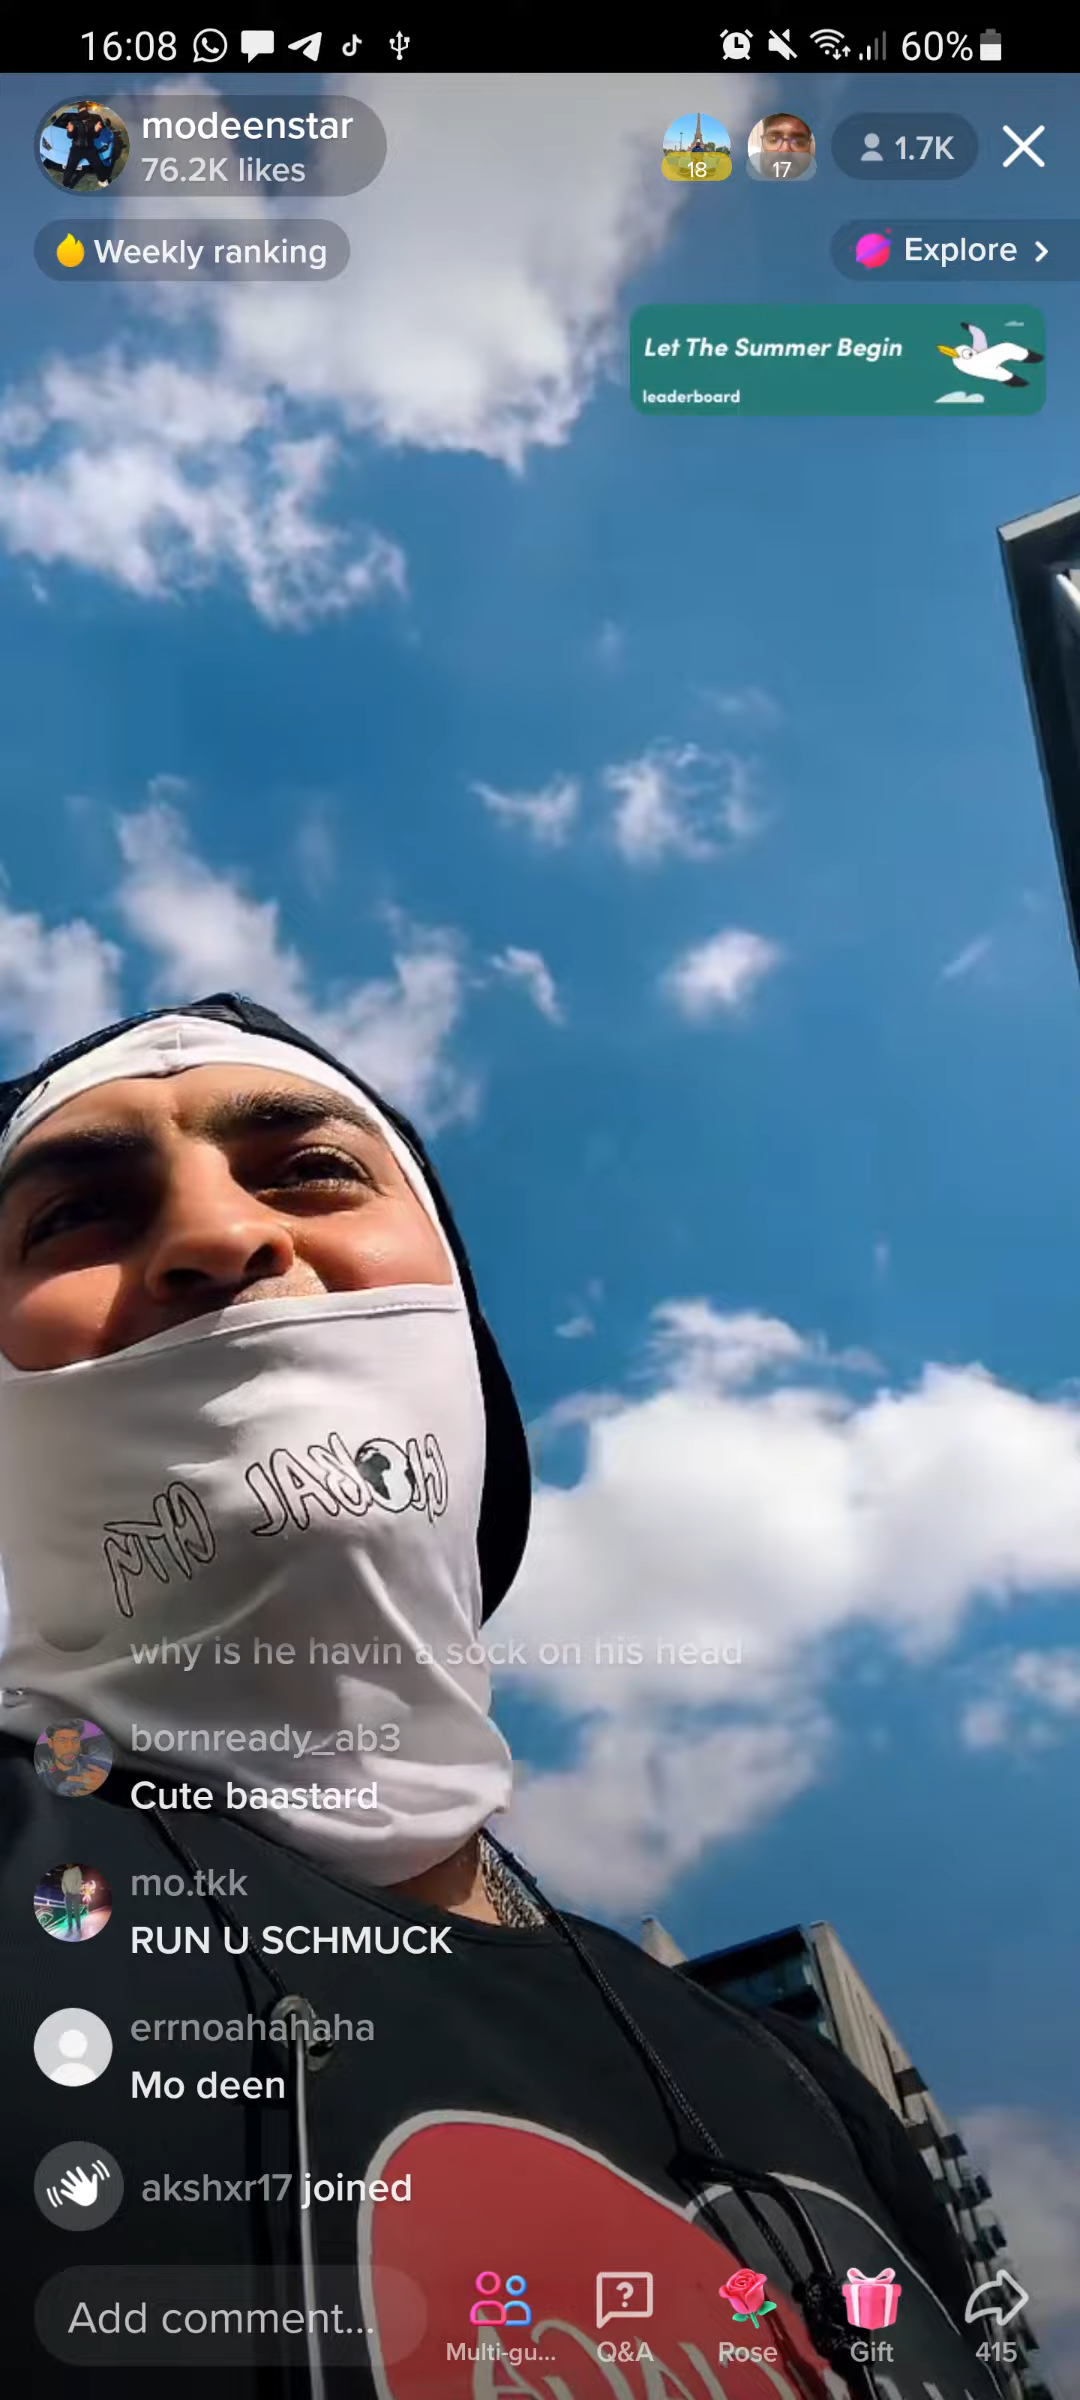 16:08
60%
modeenstar
76.2K likes
18
17
1.7K
Weekly ranking
Explore
Let The Summer Begin
leaderboard
GLOBAL CITY
why is he havin a sock on his head
bornready_ab3
Cute baastard
mo.tkk
RUN U SCHMUCK
errnoahahaha
Mo deen
akshxr17 joined
Add comment...
Multi-gu...
Q&A
Rose
Gift
415